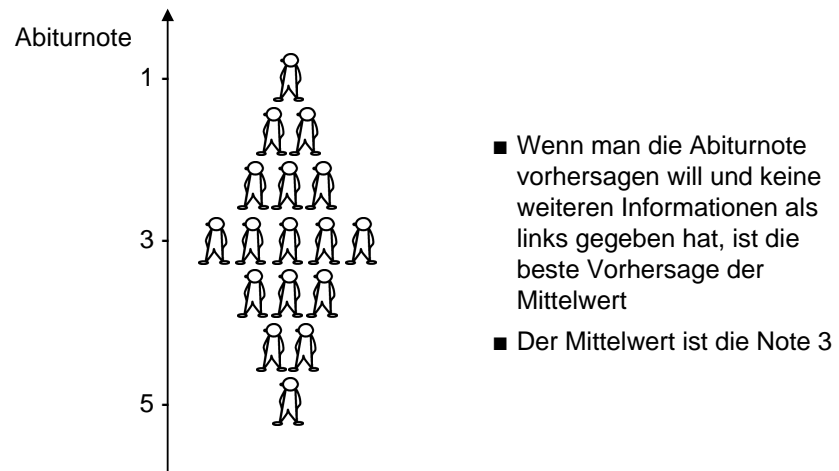 Abiturnote
1
3
5
■ Wenn man die Abiturnote
vorhersagen will und keine
weiteren Informationen als
links gegeben hat, ist die
beste Vorhersage der
Mittelwert
■ Der Mittelwert ist die Note 3